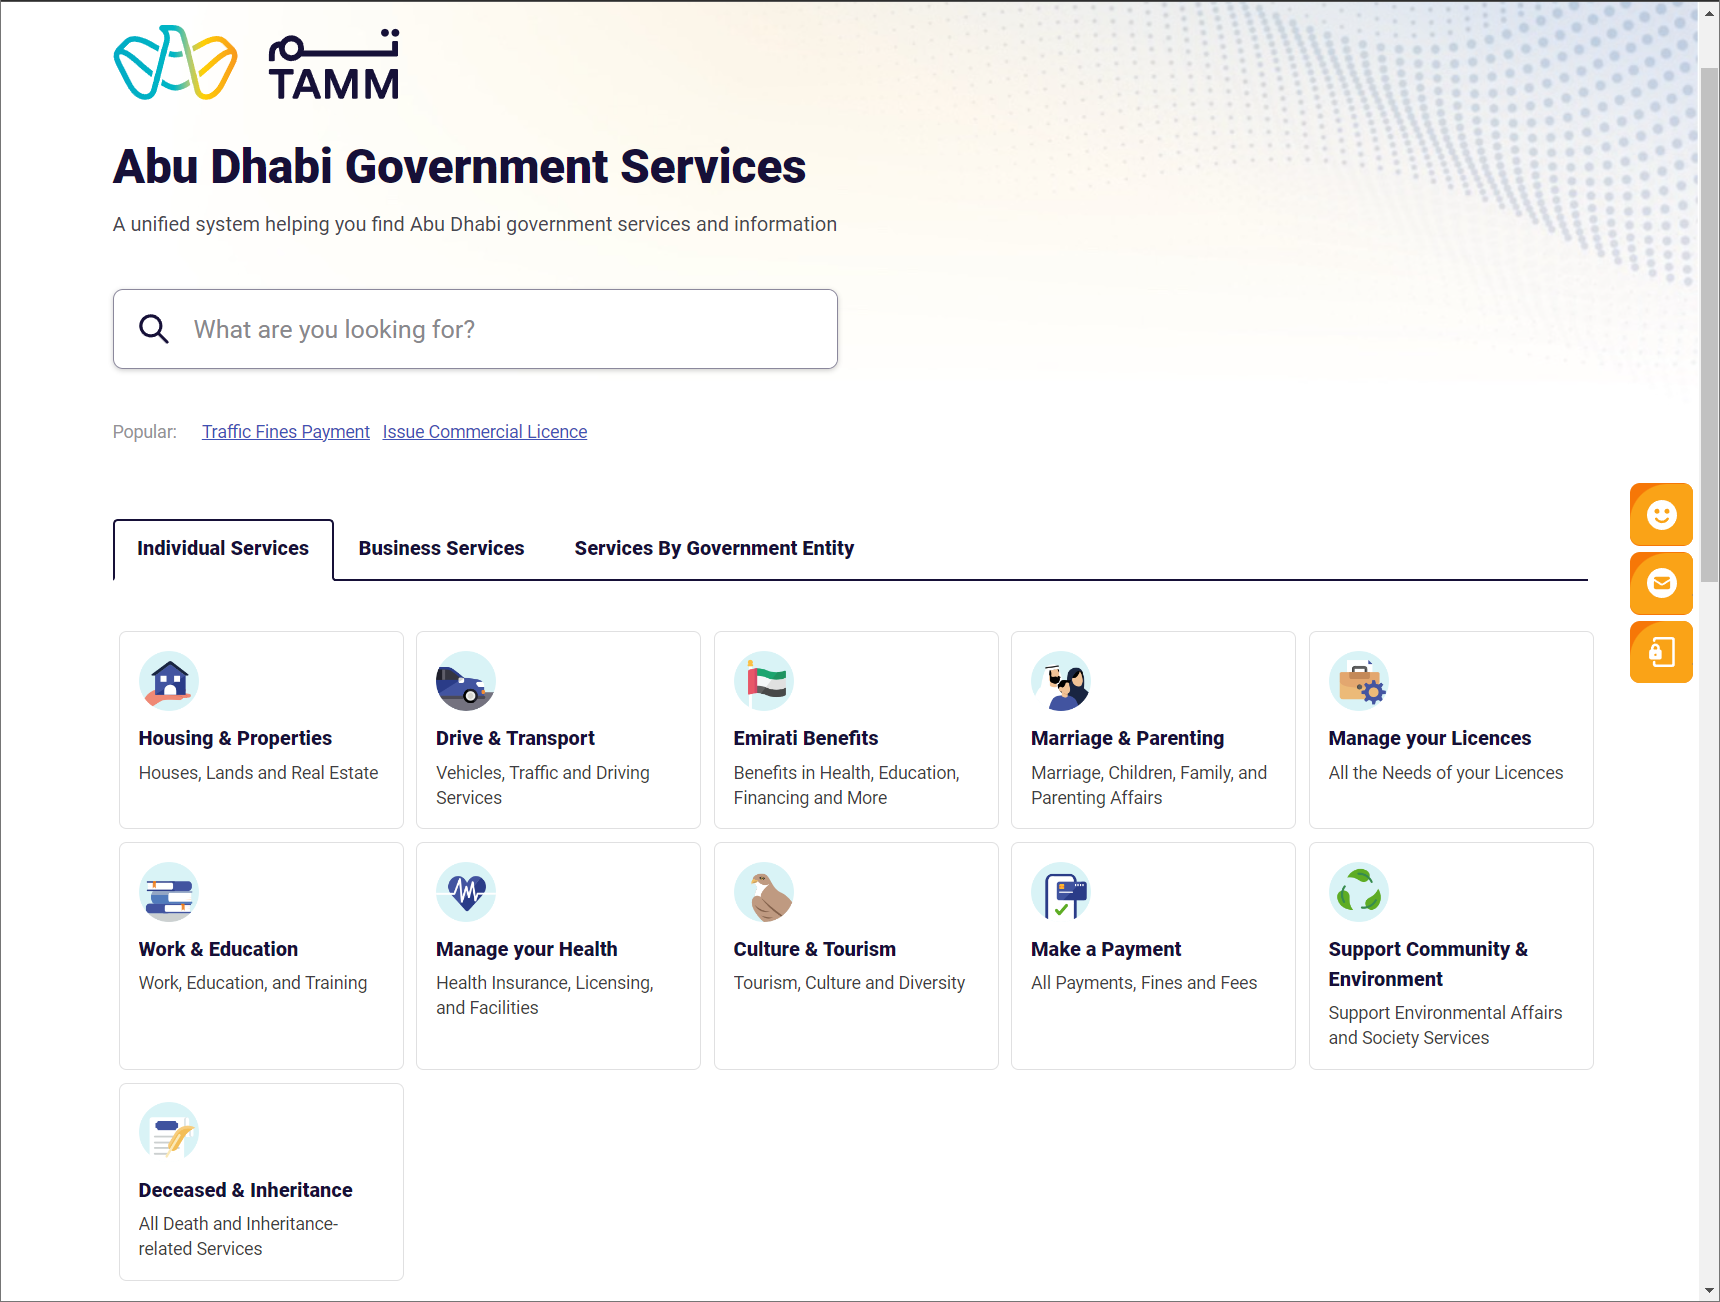 تــم
TAMM
Abu Dhabi Government Services
A unified system helping you find Abu Dhabi government services and information
What are you looking for?
Popular: Traffic Fines Payment Issue Commercial Licence
Individual Services Business Services Services By Government Entity
Housing & Properties
Houses, Lands and Real Estate
Drive & Transport
Vehicles, Traffic and Driving
Services
Emirati Benefits
Benefits in Health, Education,
Financing and More
Marriage & Parenting
Marriage, Children, Family, and
Parenting Affairs
Manage your Licences
All the Needs of your Licences
Work & Education
Work, Education, and Training
Manage your Health
Health Insurance, Licensing,
and Facilities
Culture & Tourism
Tourism, Culture and Diversity
Make a Payment
All Payments, Fines and Fees
Support Community &
Environment
Support Environmental Affairs
and Society Services
Deceased & Inheritance
All Death and Inheritance-
related Services